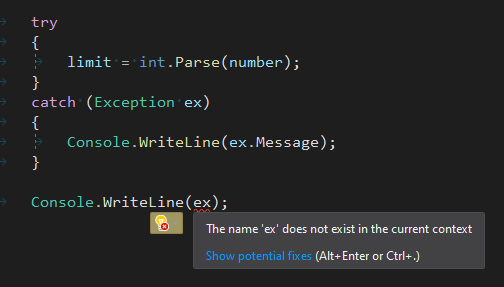 try
{
limit = int.Parse(number);
}
catch (Exception ex)
{
Console.WriteLine(ex.Message);
}
Console.WriteLine(ex);
The name 'ex' does not exist in the current context
Show potential fixes (Alt+Enter or Ctrl+.)